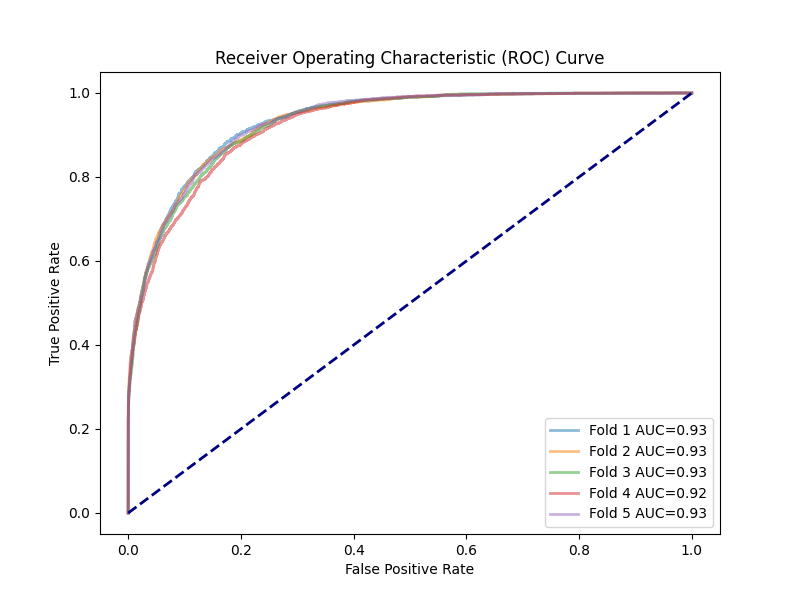 Receiver Operating Characteristic (ROC) Curve
True Positive Rate
1.0
0.8
0.6
0.4
0.2
0.0
Fold 1 AUC=0.93
Fold 2 AUC=0.93
Fold 3 AUC=0.93
Fold 4 AUC=0.92
Fold 5 AUC=0.93
0.0 0.2 0.4 0.6 0.8 1.0
False Positive Rate